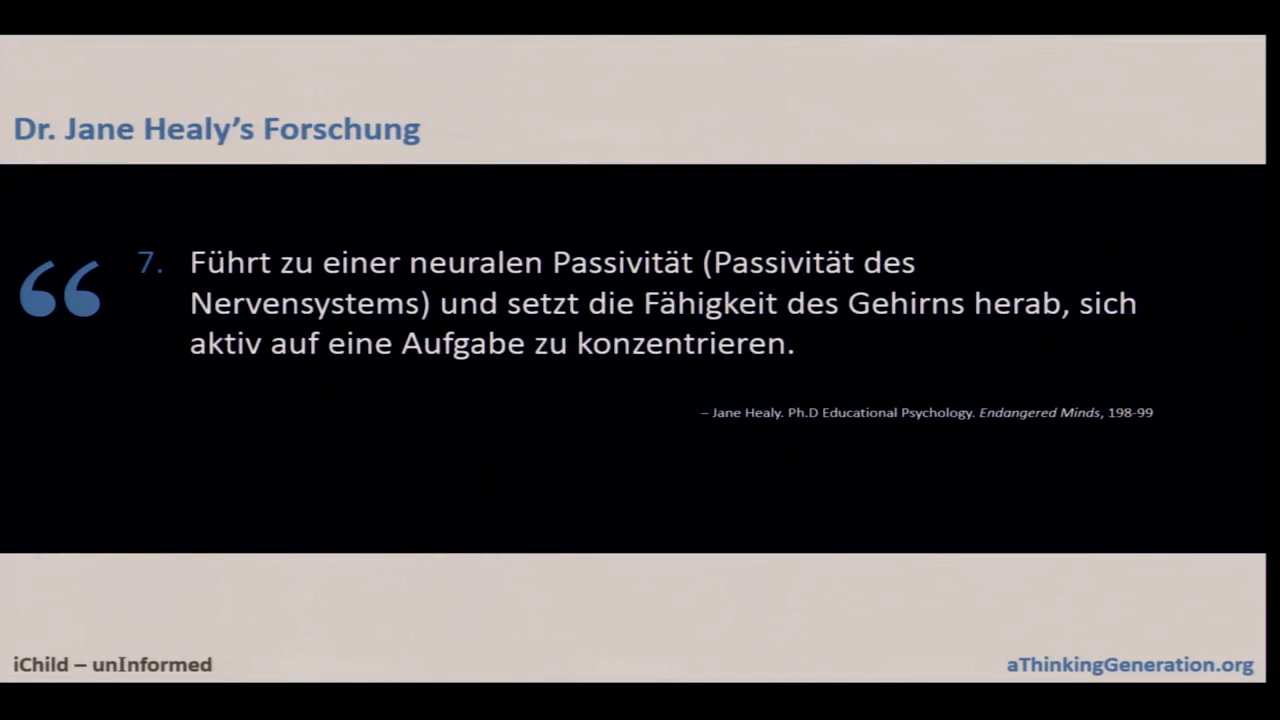 Dr. Jane Healy’s Forschung
“
7. Führt zu einer neuralen Passivität (Passivität des
Nervensystems) und setzt die Fähigkeit des Gehirns herab, sich
aktiv auf eine Aufgabe zu konzentrieren.
– Jane Healy. Ph.D Educational Psychology. Endangered Minds, 198-99
iChild – unInformed
aThinkingGeneration.org